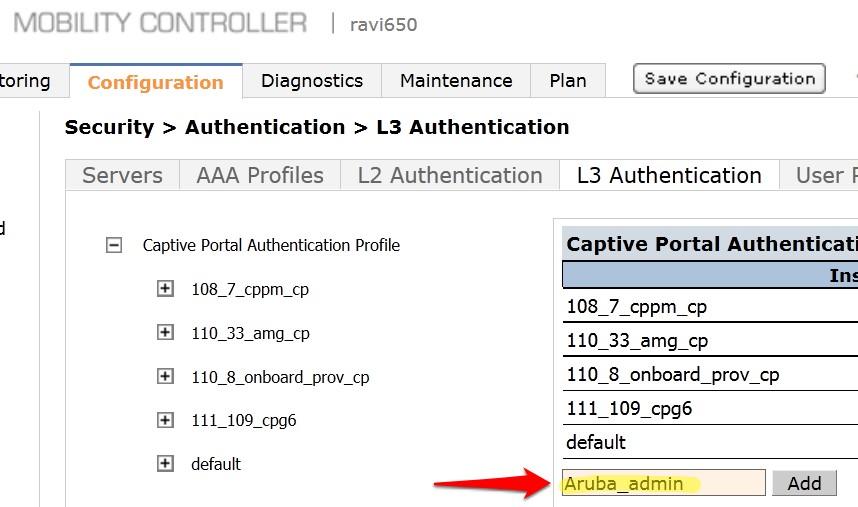 MOBILITY CONTROLLER | ravi650
toring Configuration Diagnostics Maintenance Plan Save Configuration
Security > Authentication > L3 Authentication
Servers AAA Profiles L2 Authentication L3 Authentication User
d
Captive Portal Authentication Profile
108_7_cppm_cp
110_33_amg_cp
110_8_onboard_prov_cp
111_109_cpg6
default
Captive Portal Authenticati
Ins
108_7_cppm_cp
110_33_amg_cp
110_8_onboard_prov_cp
111_109_cpg6
default
Aruba_admin Add